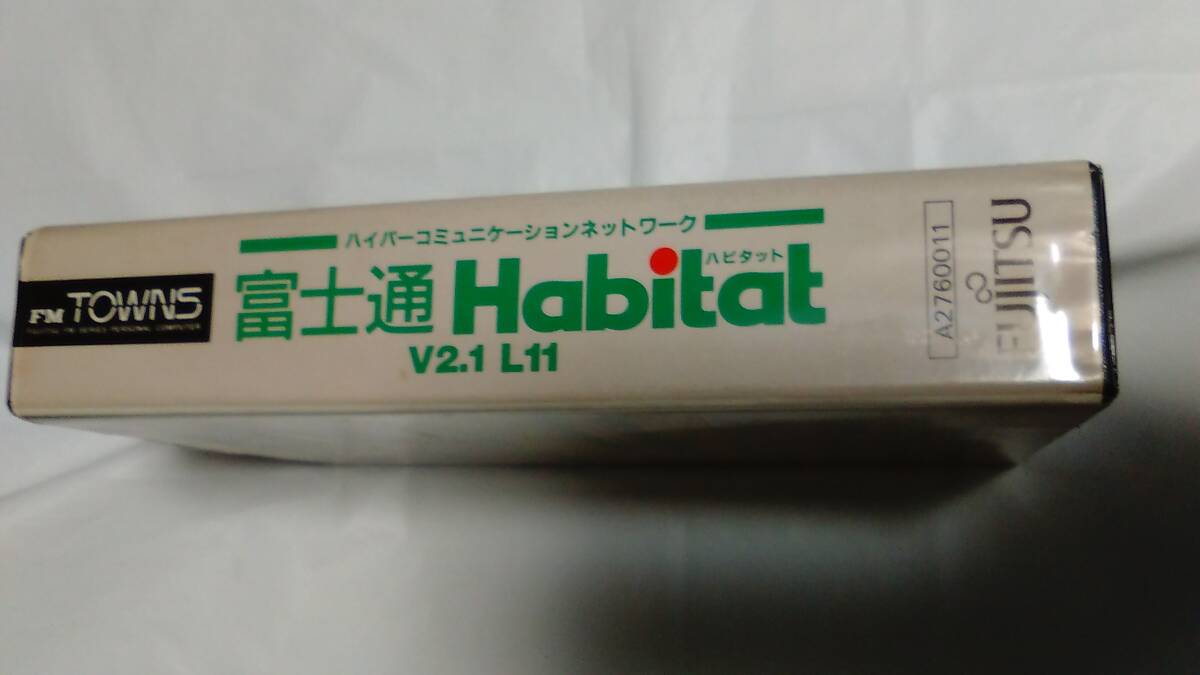 FM TOWNS
ハイパーコミュニケーションネットワーク
富士通 Habitat
ハビタット
V2.1 L11
A2760011
FUJITSU